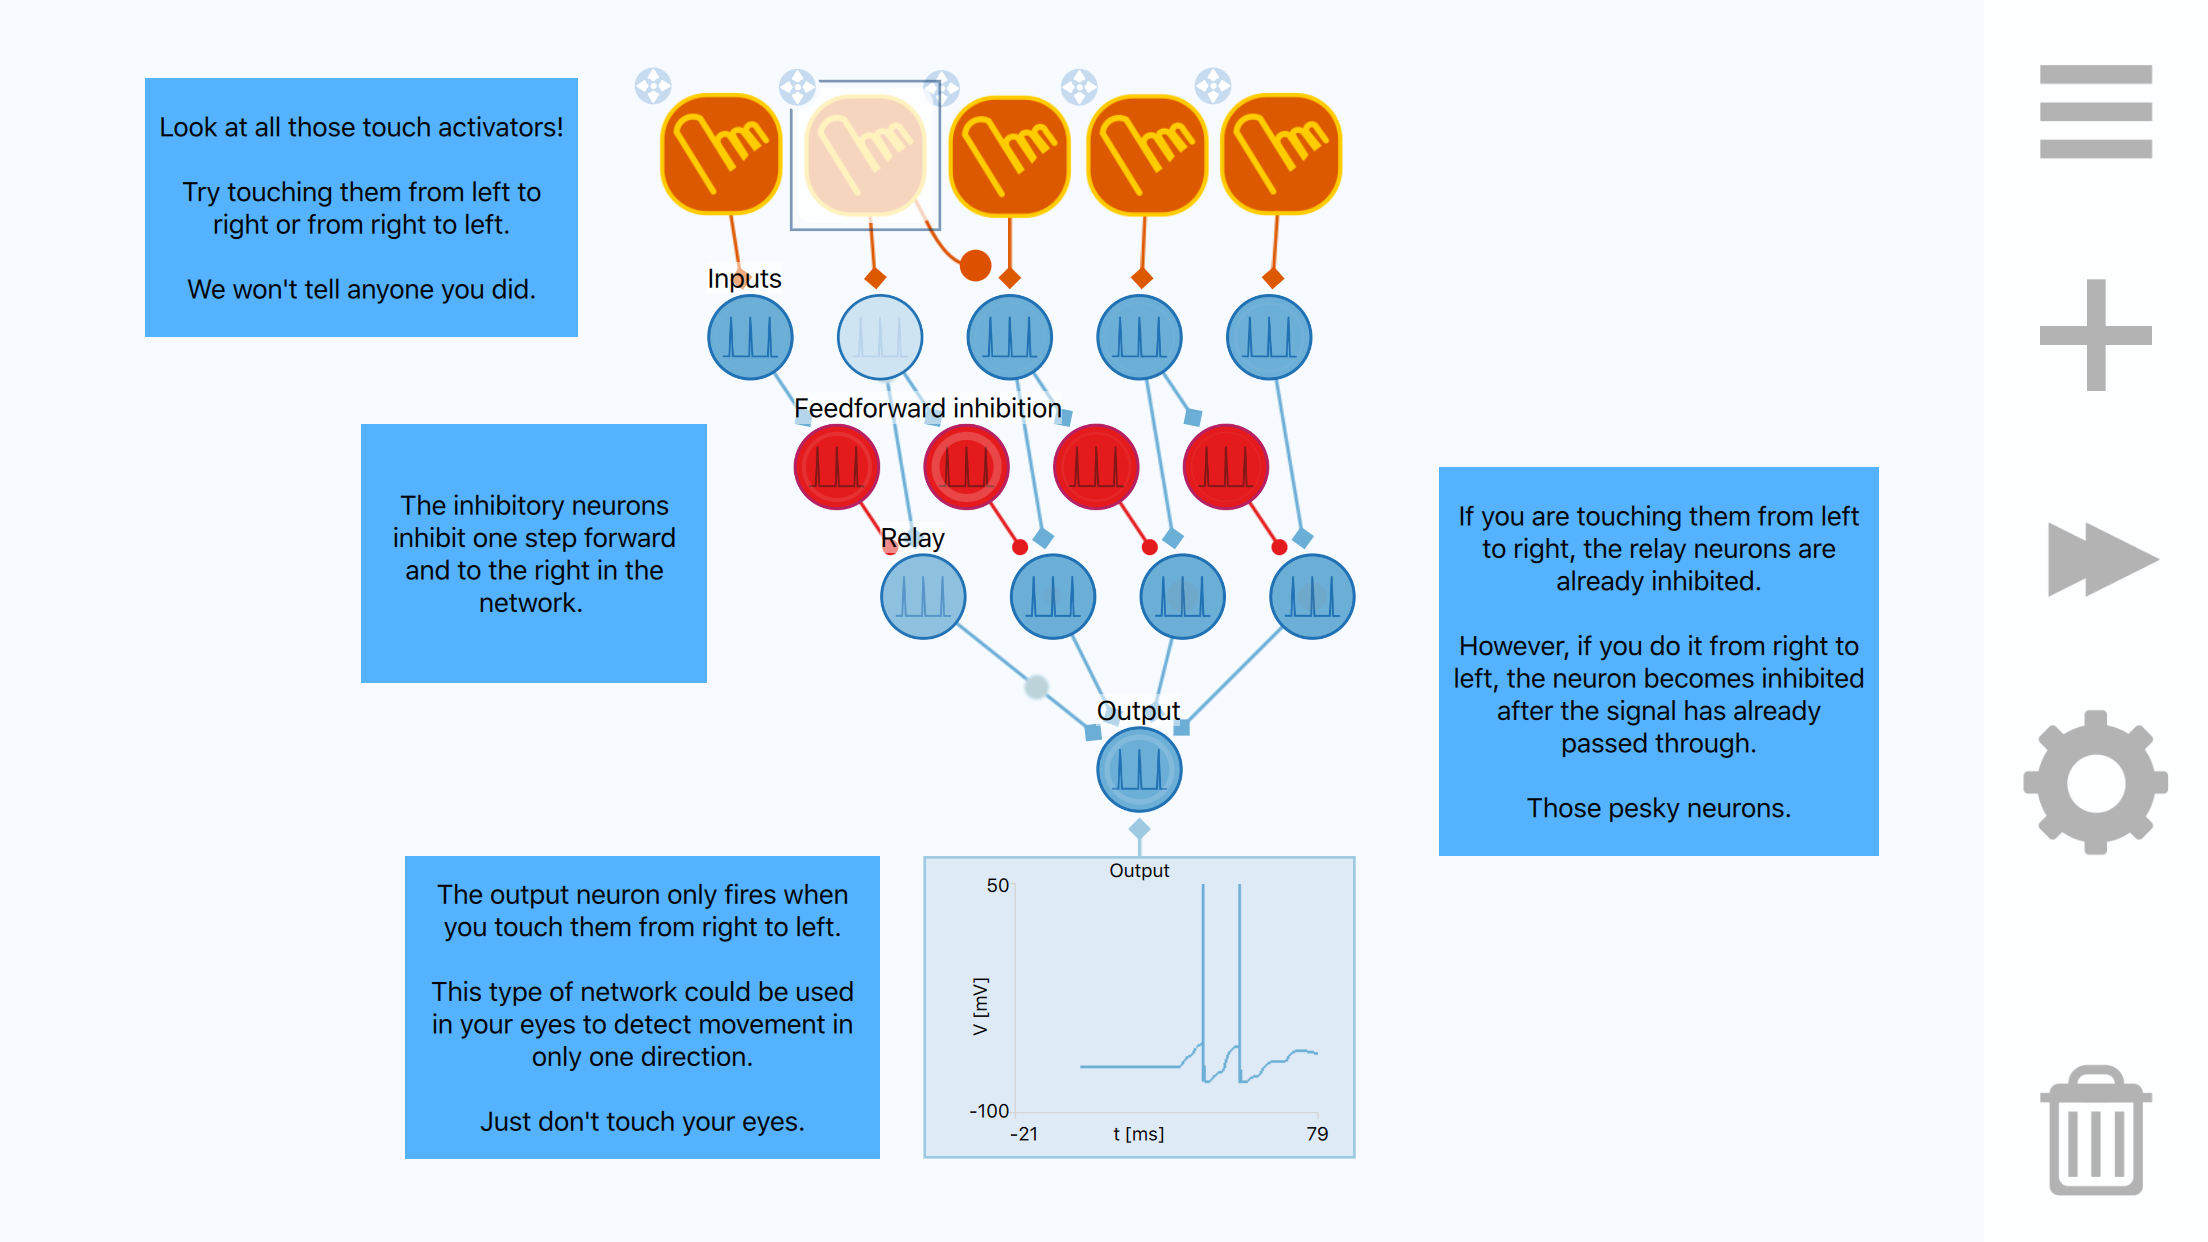 Look at all those touch activators!
Try touching them from left to
right or from right to left.
We won't tell anyone you did.
Inputs
Feedforward inhibition
The inhibitory neurons
inhibit one step forward
and to the right in the
network.
Relay
If you are touching them from left
to right, the relay neurons are
already inhibited.
However, if you do it from right to
left, the neuron becomes inhibited
after the signal has already
passed through.
Those pesky neurons.
Output
The output neuron only fires when
you touch them from right to left.
This type of network could be used
in your eyes to detect movement in
only one direction.
Just don't touch your eyes.
Output
50
V [mV]
-100
-21
t [ms]
79